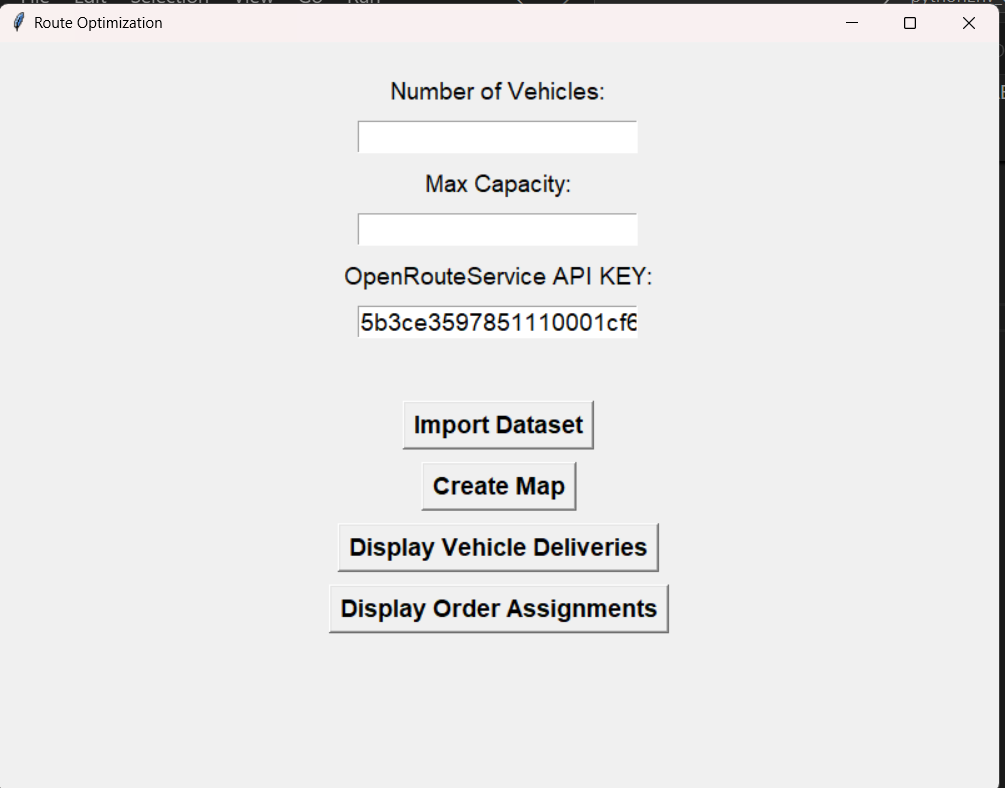 Route Optimization
Number of Vehicles:
Max Capacity:
OpenRouteService API KEY:
5b3ce3597851110001cf6
Import Dataset
Create Map
Display Vehicle Deliveries
Display Order Assignments